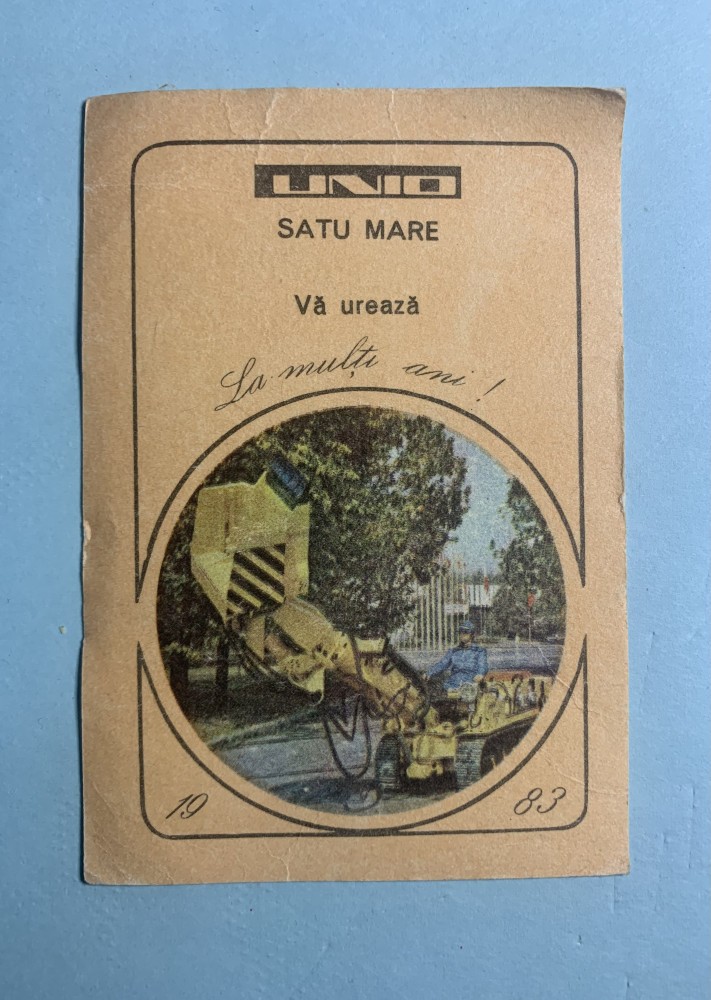 UNIO
SATU MARE
Vă urează
La mulți ani !
19 83